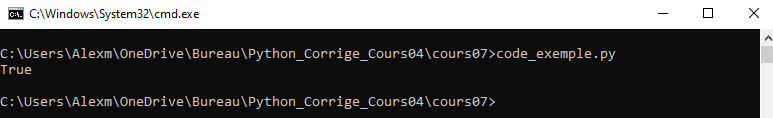 C:\Windows\System32\cmd.exe
C:\Users\Alexm\OneDrive\Bureau\Python_Corrige_Cours04\cours07>code_exemple.py
True
C:\Users\Alexm\OneDrive\Bureau\Python_Corrige_Cours04\cours07>